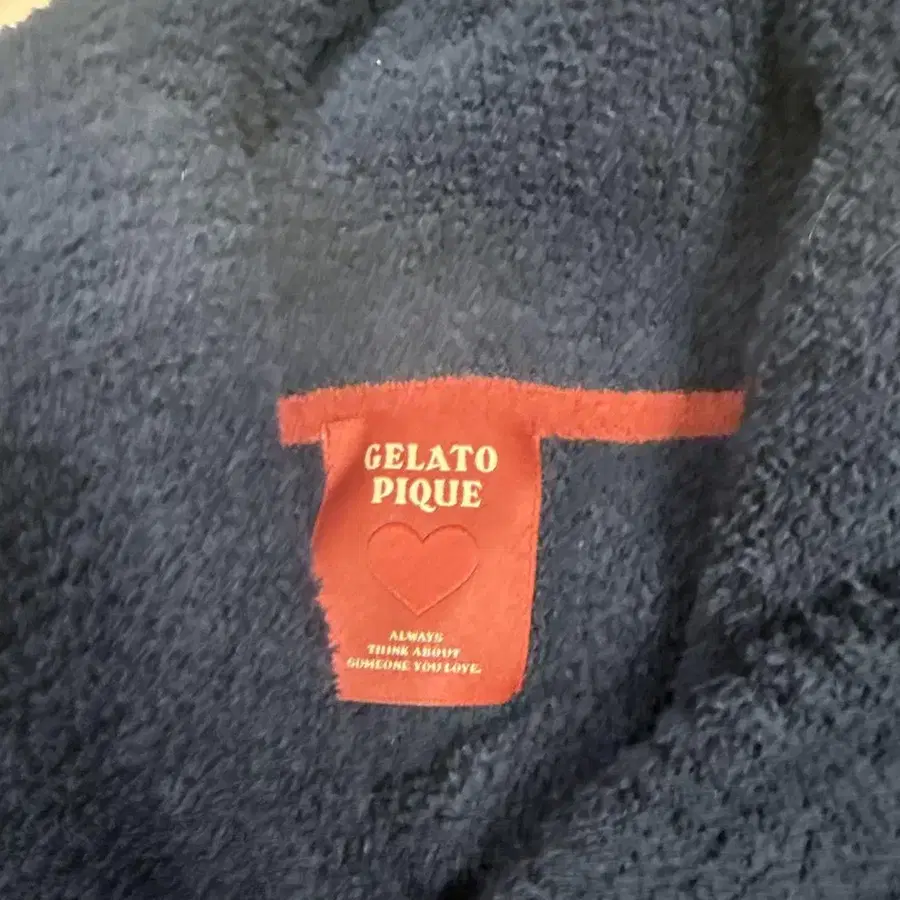 GELATO
PIQUE
ALWAYS
THINK ABOUT
SOMEONE YOU LOVE.